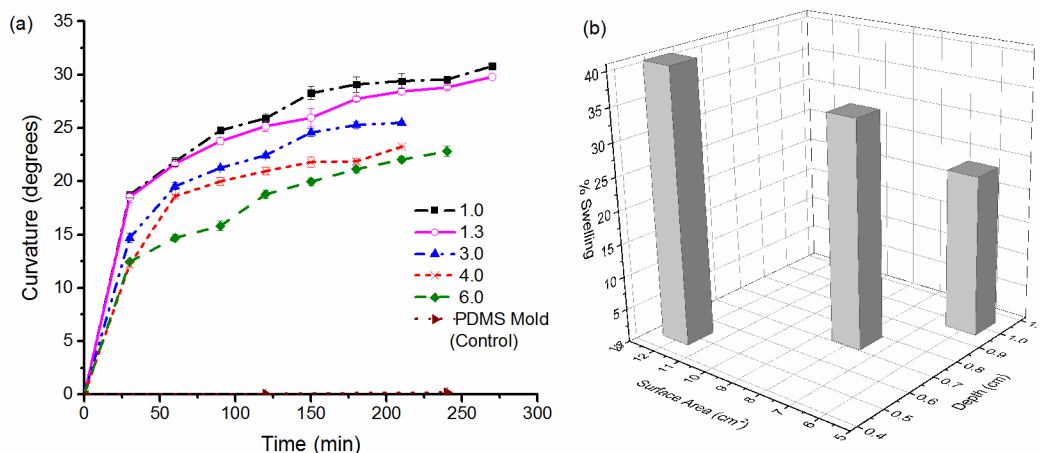 (a)
35
30
25
20
15
10
5
0
Curvature (degrees)
0 50 100 150 200 250 300
Time (min)
1.0
1.3
3.0
4.0
6.0
PDMS Mold
(Control)
(b)
40
35
30
25
20
15
10
5
% Swelling
12 11 10 9 8 7 6 5
Surface Area (cm²)
0.4 0.5 0.6 0.7 0.8 0.9 1.0
Depth (cm)